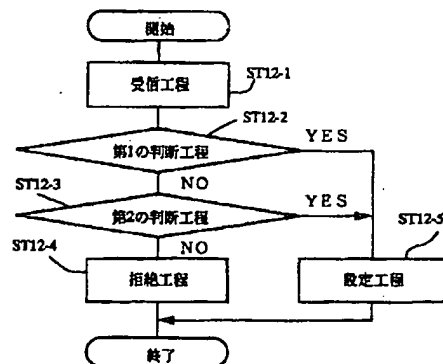 開始
受信工程
ST12-1
ST12-2
第1の判断工程
YES
NO
ST12-3
第2の判断工程
YES
NO
ST12-4
ST12-5
拒絶工程
設定工程
終了